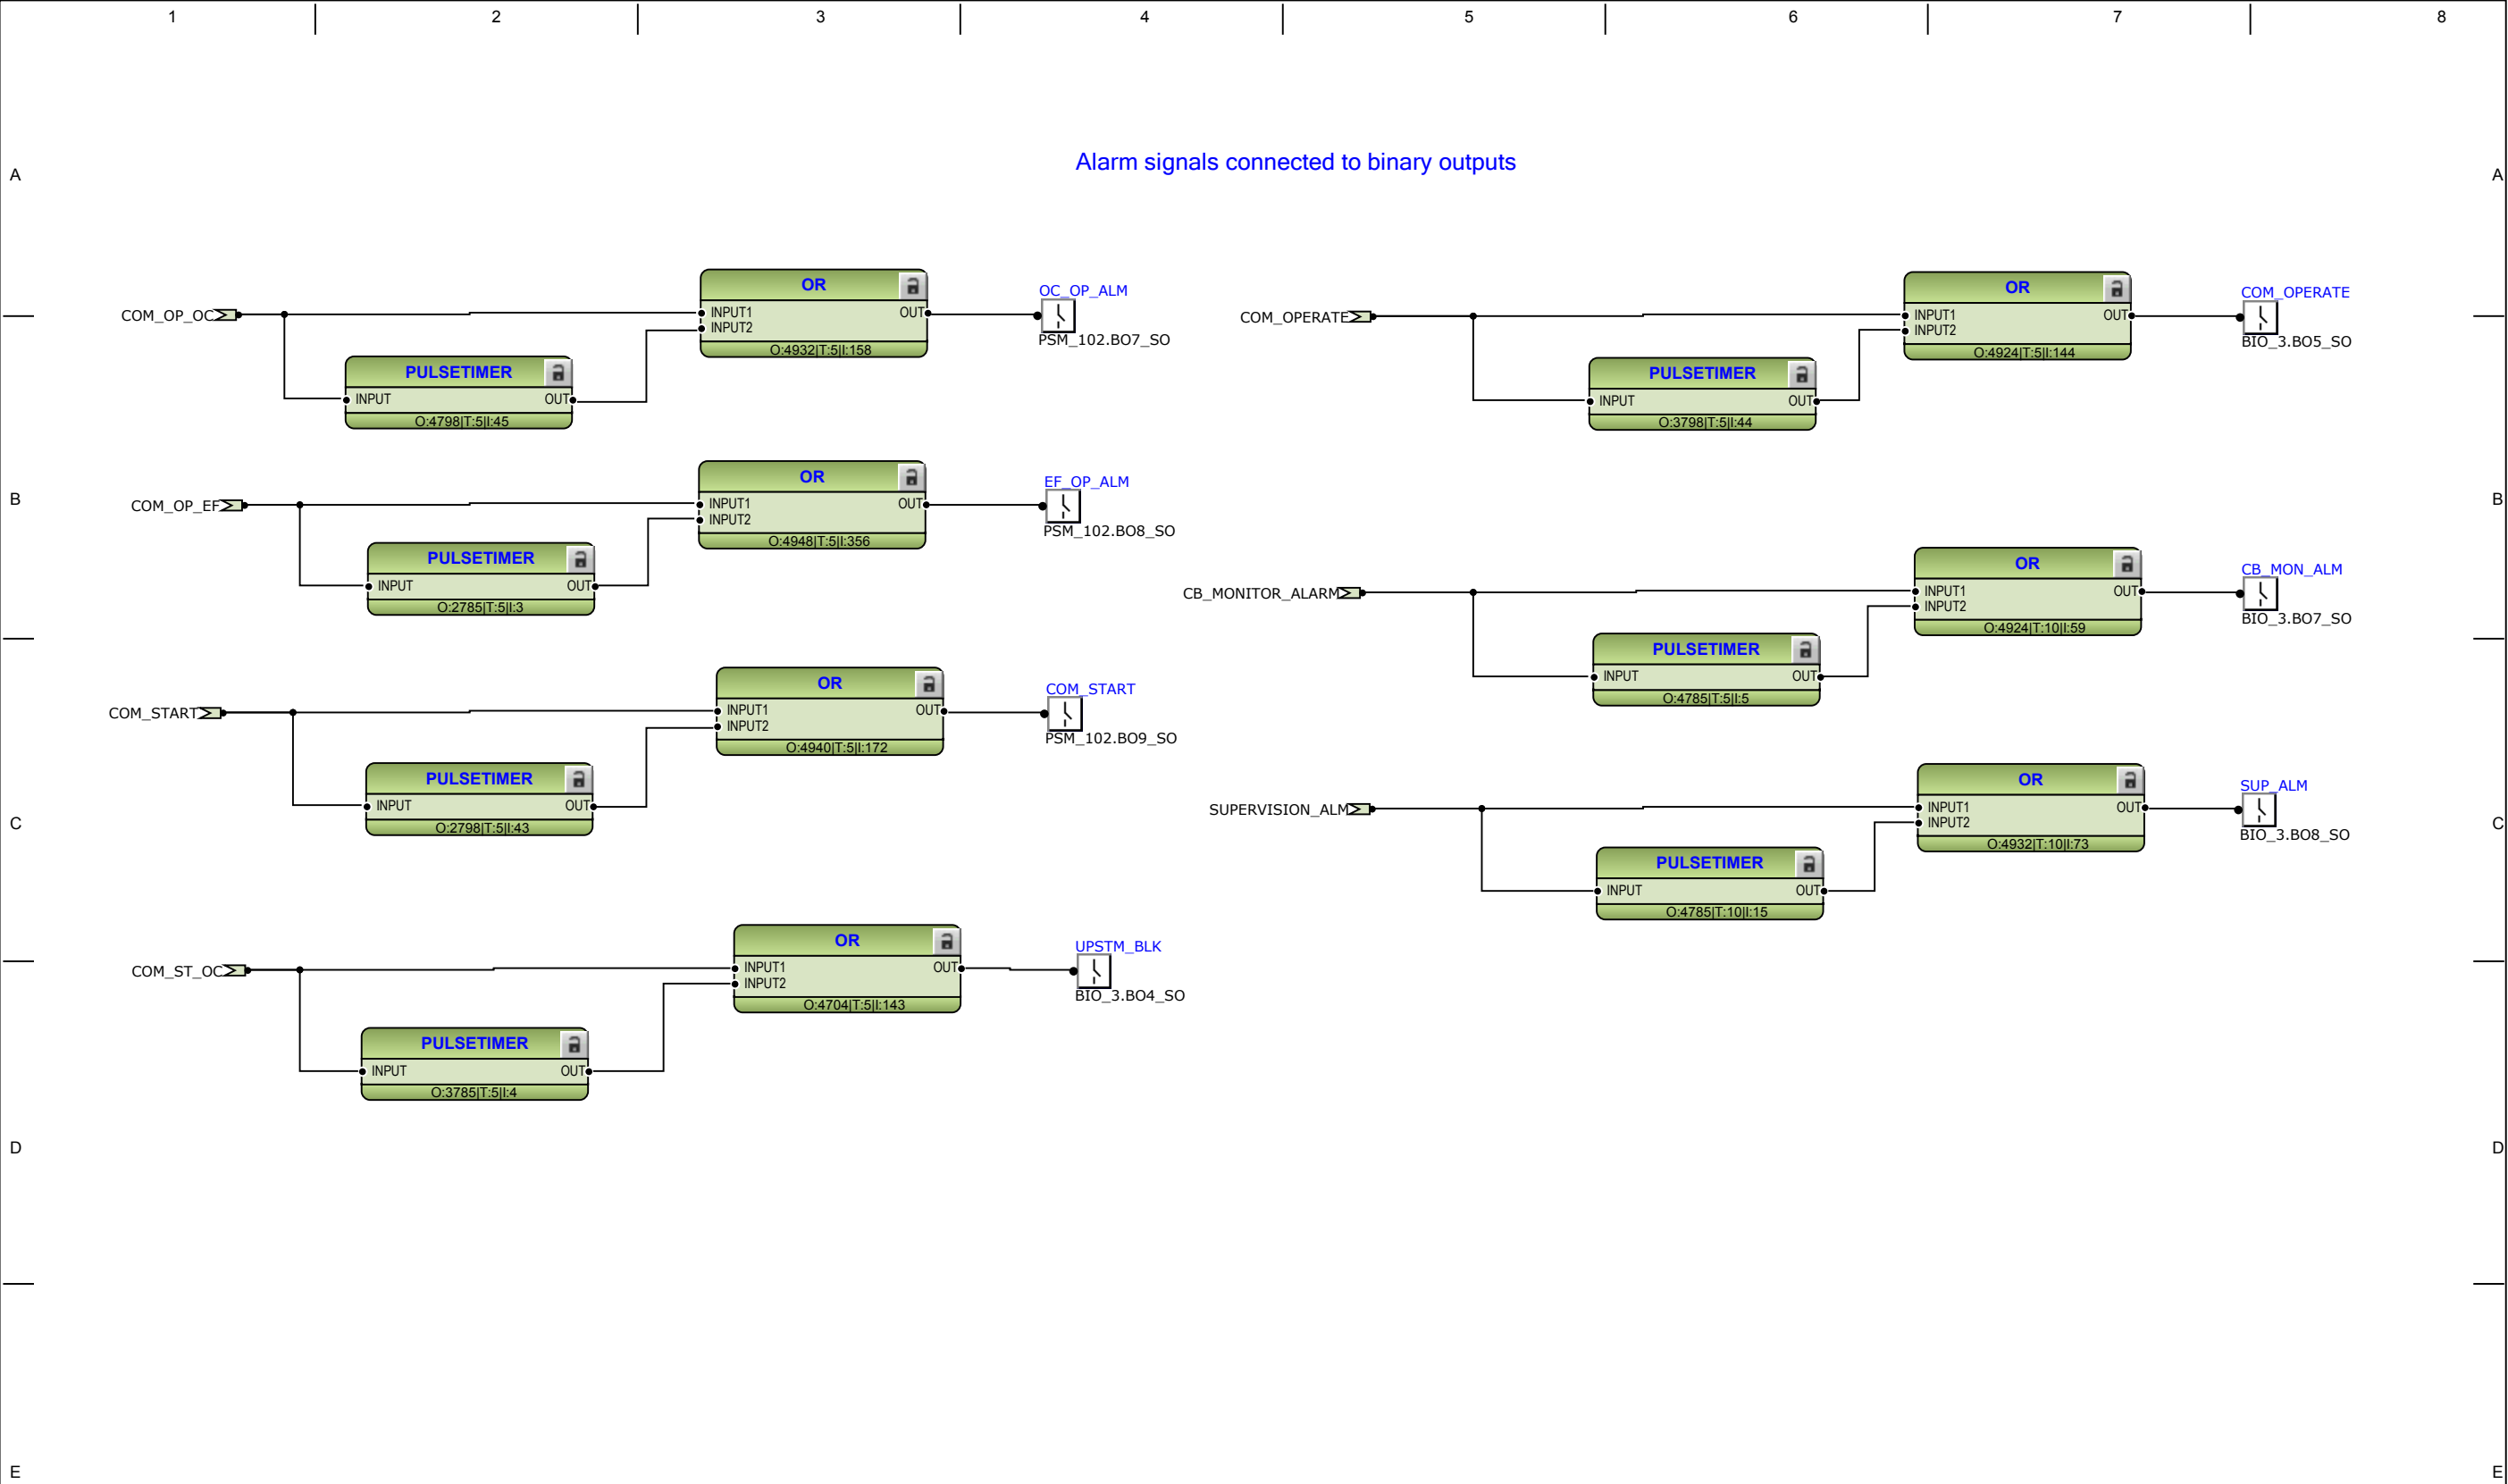 1 2 3 4 5 6 7 8
Alarm signals connected to binary outputs
A A
COM_OP_OC
PULSETIMER
INPUT OUT
O:4798|T:5|I:45
OR
INPUT1 OUT
INPUT2
O:4932|T:5|I:158
OC_OP_ALM
PSM_102.BO7_SO
COM_OPERATE
PULSETIMER
INPUT OUT
O:3798|T:5|I:44
OR
INPUT1 OUT
INPUT2
O:4924|T:5|I:144
COM_OPERATE
BIO_3.BO5_SO
B B
COM_OP_EF
PULSETIMER
INPUT OUT
O:2785|T:5|I:3
OR
INPUT1 OUT
INPUT2
O:4948|T:5|I:356
EF_OP_ALM
PSM_102.BO8_SO
CB_MONITOR_ALARM
PULSETIMER
INPUT OUT
O:4785|T:5|I:5
OR
INPUT1 OUT
INPUT2
O:4924|T:10|I:59
CB_MON_ALM
BIO_3.BO7_SO
COM_START
PULSETIMER
INPUT OUT
O:2798|T:5|I:43
OR
INPUT1 OUT
INPUT2
O:4940|T:5|I:172
COM_START
PSM_102.BO9_SO
C C
SUPERVISION_ALM
PULSETIMER
INPUT OUT
O:4785|T:10|I:15
OR
INPUT1 OUT
INPUT2
O:4932|T:10|I:73
SUP_ALM
BIO_3.BO8_SO
COM_ST_OC
PULSETIMER
INPUT OUT
O:3785|T:5|I:4
OR
INPUT1 OUT
INPUT2
O:4704|T:5|I:143
UPSTM_BLK
BIO_3.BO4_SO
D D
E E